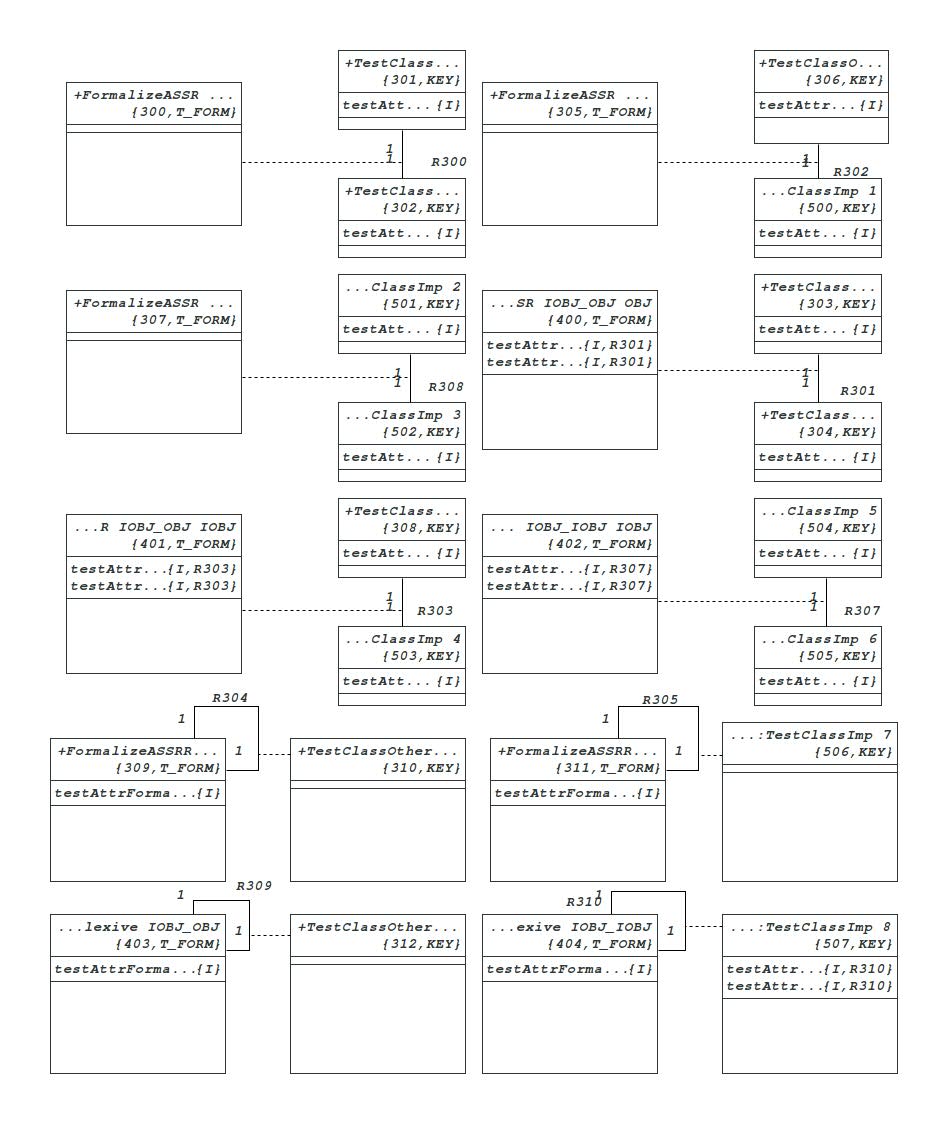 +FormalizeASSR ...
{300,T_FORM}
+TestClass...
{301,KEY}
testAtt... {I}
1
1
R300
+TestClass...
{302,KEY}
testAtt... {I}
+FormalizeASSR ...
{305,T_FORM}
+TestClassO...
{306,KEY}
testAttr...{I}
1
1
R302
...ClassImp 1
{500,KEY}
testAtt... {I}
+FormalizeASSR ...
{307,T_FORM}
...ClassImp 2
{501,KEY}
testAtt... {I}
1
1
R308
...ClassImp 3
{502,KEY}
testAtt... {I}
...SR IOBJ_OBJ OBJ
{400,T_FORM}
testAttr...{I,R301}
testAttr...{I,R301}
+TestClass...
{303,KEY}
testAtt... {I}
1
1
R301
+TestClass...
{304,KEY}
testAtt... {I}
...R IOBJ_OBJ IOBJ
{401,T_FORM}
testAttr...{I,R303}
testAttr...{I,R303}
+TestClass...
{308,KEY}
testAtt... {I}
1
1
R303
...ClassImp 4
{503,KEY}
testAtt... {I}
... IOBJ_IOBJ IOBJ
{402,T_FORM}
testAttr...{I,R307}
testAttr...{I,R307}
...ClassImp 5
{504,KEY}
testAtt... {I}
1
1
R307
...ClassImp 6
{505,KEY}
testAtt... {I}
R304
1
1
+FormalizeASSRR...
{309,T_FORM}
testAttrForma...{I}
+TestClassOther...
{310,KEY}
R305
1
1
+FormalizeASSRR...
{311,T_FORM}
testAttrForma...{I}
...:TestClassImp 7
{506,KEY}
R309
1
1
...lexive IOBJ_OBJ
{403,T_FORM}
testAttrForma...{I}
+TestClassOther...
{312,KEY}
R310
1
1
...exive IOBJ_IOBJ
{404,T_FORM}
testAttrForma...{I}
...:TestClassImp 8
{507,KEY}
testAttr...{I,R310}
testAttr...{I,R310}